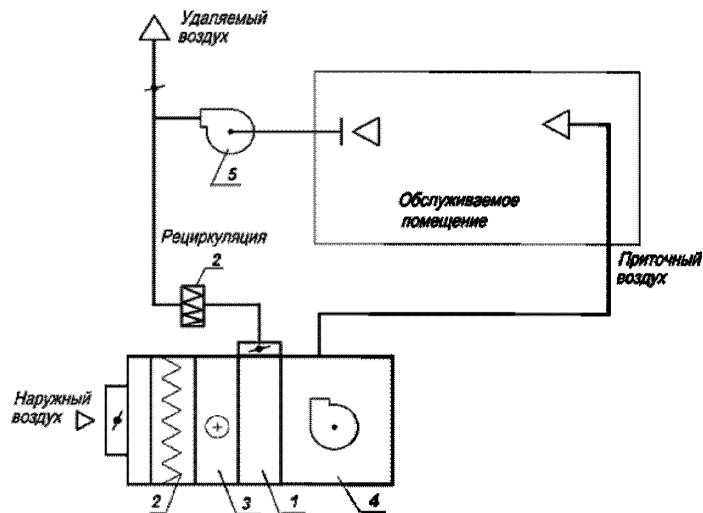 Удаляемый
воздух
5
Обслуживаемое
помещение
Рециркуляция
2
Приточный
воздух
Наружный
воздух
2
3
1
4